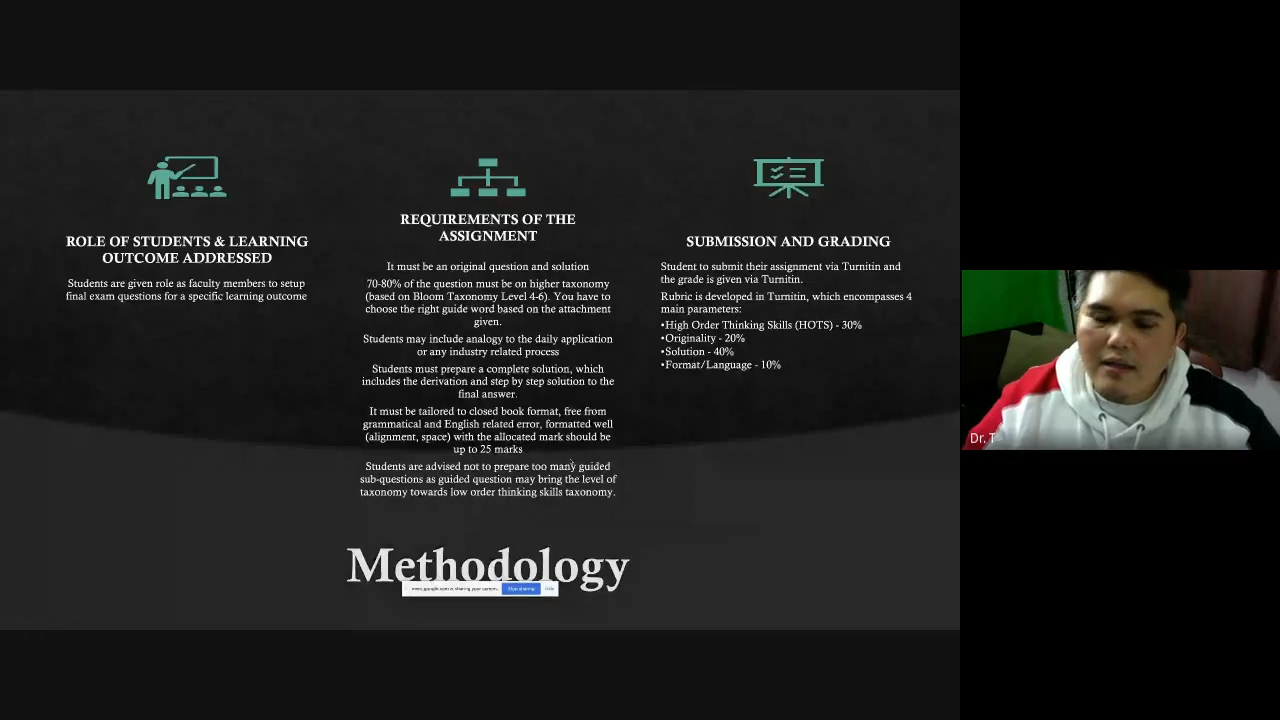 ROLE OF STUDENTS & LEARNING
OUTCOME ADDRESSED
Students are given role as faculty members to setup
final exam questions for a specific learning outcome
REQUIREMENTS OF THE
ASSIGNMENT
It must be an original question and solution
70-80% of the question must be on higher taxonomy
(based on Bloom Taxonomy Level 4-6). You have to
choose the right guide word based on the attachment
given.
Students may include analogy to the daily application
or any industry related process
Students must prepare a complete solution, which
includes the derivation and step by step solution to the
final answer.
It must be tailored to closed book format, free from
grammatical and English related error, formatted well
(alignment, space) with the allocated mark should be
up to 25 marks
Students are advised not to prepare too many guided
sub-questions as guided question may bring the level of
taxonomy towards low order thinking skills taxonomy.
SUBMISSION AND GRADING
Student to submit their assignment via Turnitin and
the grade is given via Turnitin.
Rubric is developed in Turnitin, which encompasses 4
main parameters:
•High Order Thinking Skills (HOTS) - 30%
•Originality - 20%
•Solution - 40%
•Format/Language - 10%
Methodology
meet.google.com is sharing your screen. Stop sharing Hide
Dr. T